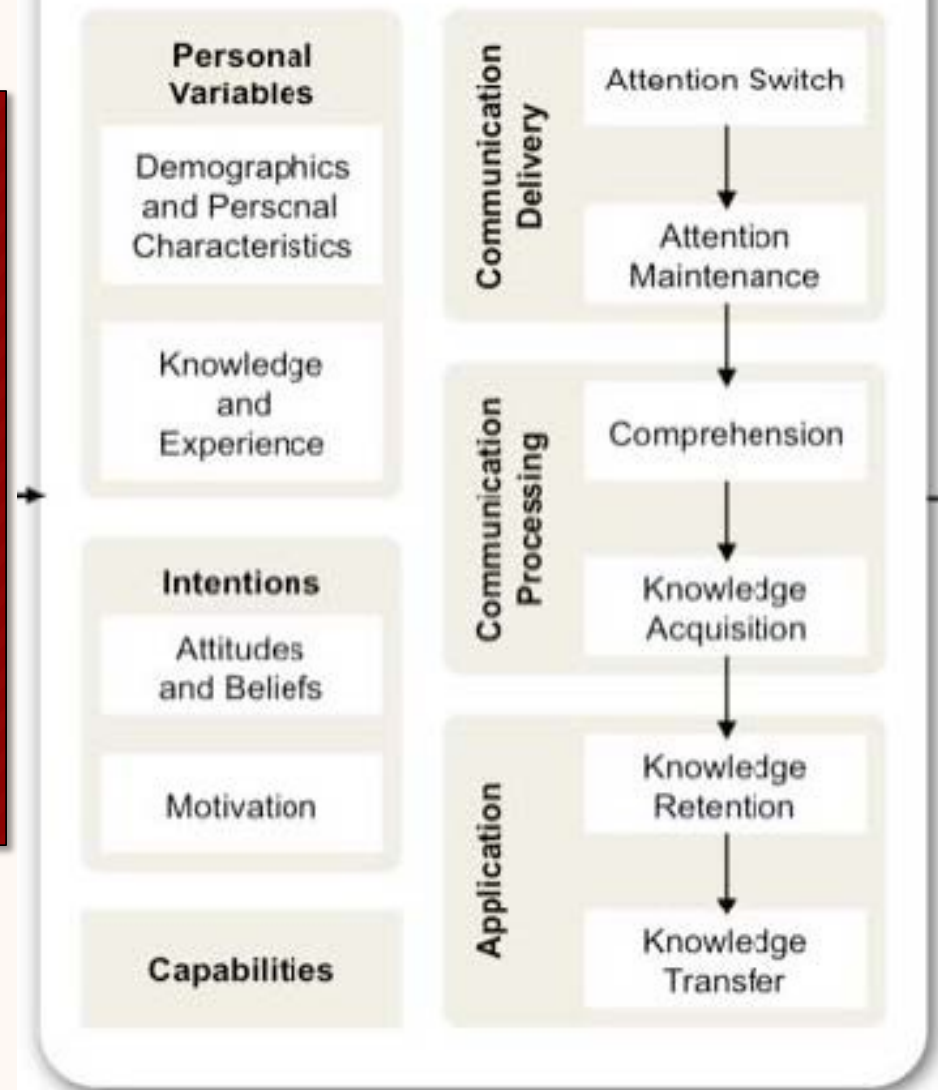 Personal
Variables
Demographics
and Personal
Characteristics
Knowledge
and
Experience
Intentions
Attitudes
and Beliefs
Motivation
Capabilities
Communication
Delivery
Attention Switch
Attention
Maintenance
Communication
Processing
Comprehension
Knowledge
Acquisition
Application
Knowledge
Retention
Knowledge
Transfer